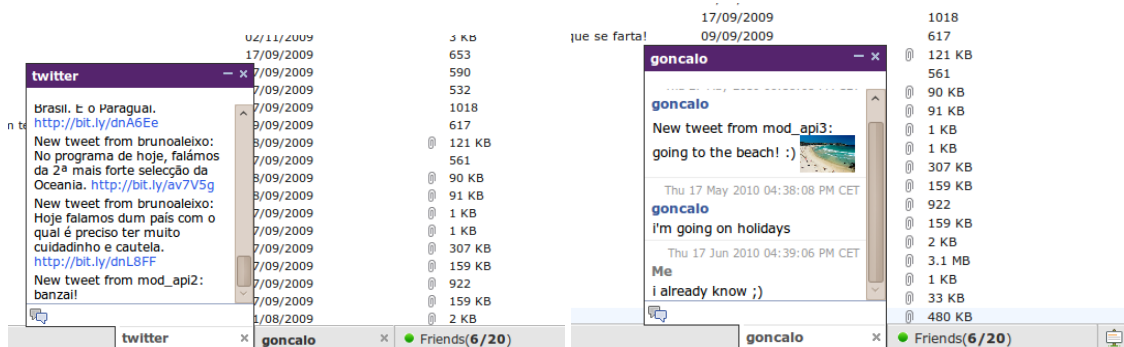 02/11/2009 3 KB
17/09/2009 653
7/09/2009 590
7/09/2009 532
7/09/2009 1018
9/09/2009 617
8/09/2009 121 KB
7/09/2009 561
8/09/2009 90 KB
8/09/2009 91 KB
7/09/2009 1 KB
7/09/2009 1 KB
7/09/2009 307 KB
7/09/2009 159 KB
7/09/2009 922
7/09/2009 159 KB
1/08/2009 2 KB
n te
twitter
Brasil. E o Paraguai.
http://bit.ly/dnA6Ee
New tweet from brunoaleixo:
No programa de hoje, falámos
da 2ª mais forte selecção da
Oceania. http://bit.ly/av7V5g
New tweet from brunoaleixo:
Hoje falamos dum país com o
qual é preciso ter muito
cuidadinho e cautela.
http://bit.ly/dnL8FF
New tweet from mod_api2:
banzai!
twitter × goncalo × Friends(6/20)
17/09/2009 1018
que se farta! 09/09/2009 617
121 KB
561
90 KB
91 KB
1 KB
1 KB
307 KB
159 KB
922
159 KB
2 KB
3.1 MB
1 KB
33 KB
480 KB
goncalo
goncalo
New tweet from mod_api3:
going to the beach! :)
Thu 17 May 2010 04:38:08 PM CET
goncalo
i'm going on holidays
Thu 17 Jun 2010 04:39:06 PM CET
Me
i already know ;)
goncalo × Friends(6/20)